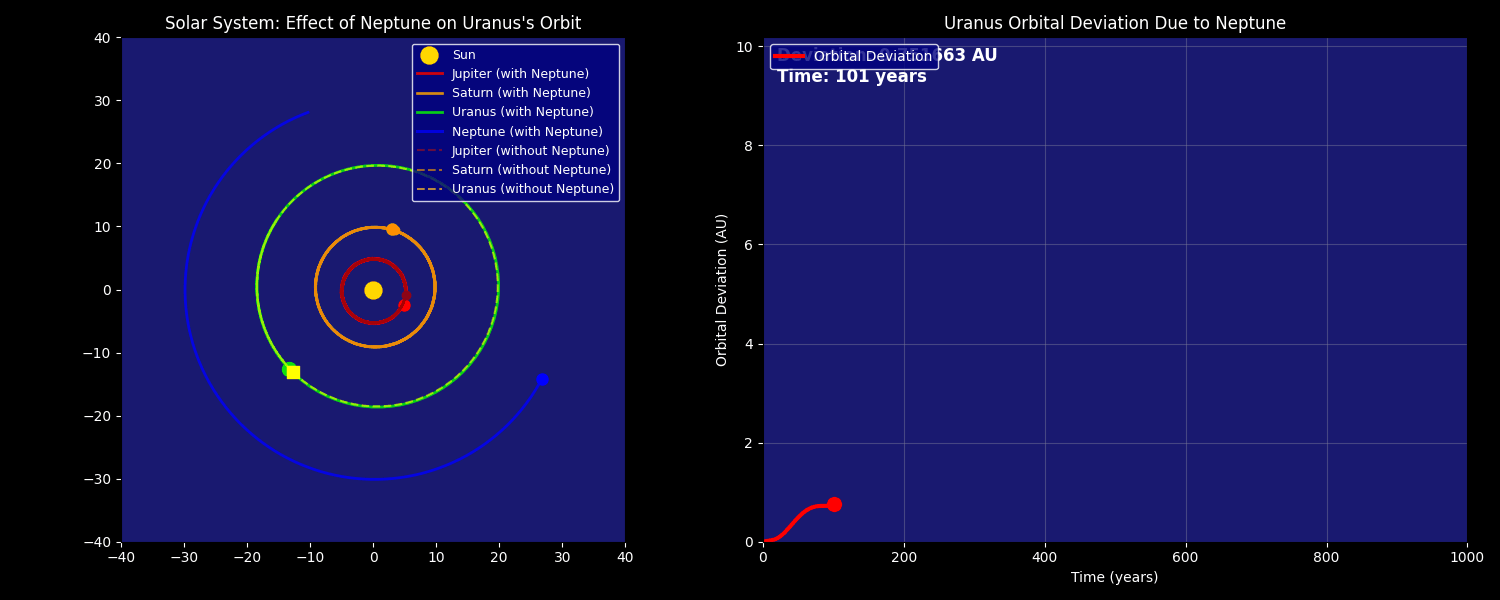 Solar System: Effect of Neptune on Uranus's Orbit
40
30
20
10
0
−10
−20
−30
−40
−40
−30
−20
−10
0
10
20
30
40
Sun
Jupiter (with Neptune)
Saturn (with Neptune)
Uranus (with Neptune)
Neptune (with Neptune)
Jupiter (without Neptune)
Saturn (without Neptune)
Uranus (without Neptune)
Uranus Orbital Deviation Due to Neptune
Orbital Deviation (AU)
10
8
6
4
2
0
Deviation: AU
Orbital Deviation
Time: 101 years
0
200
400
600
800
1000
Time (years)